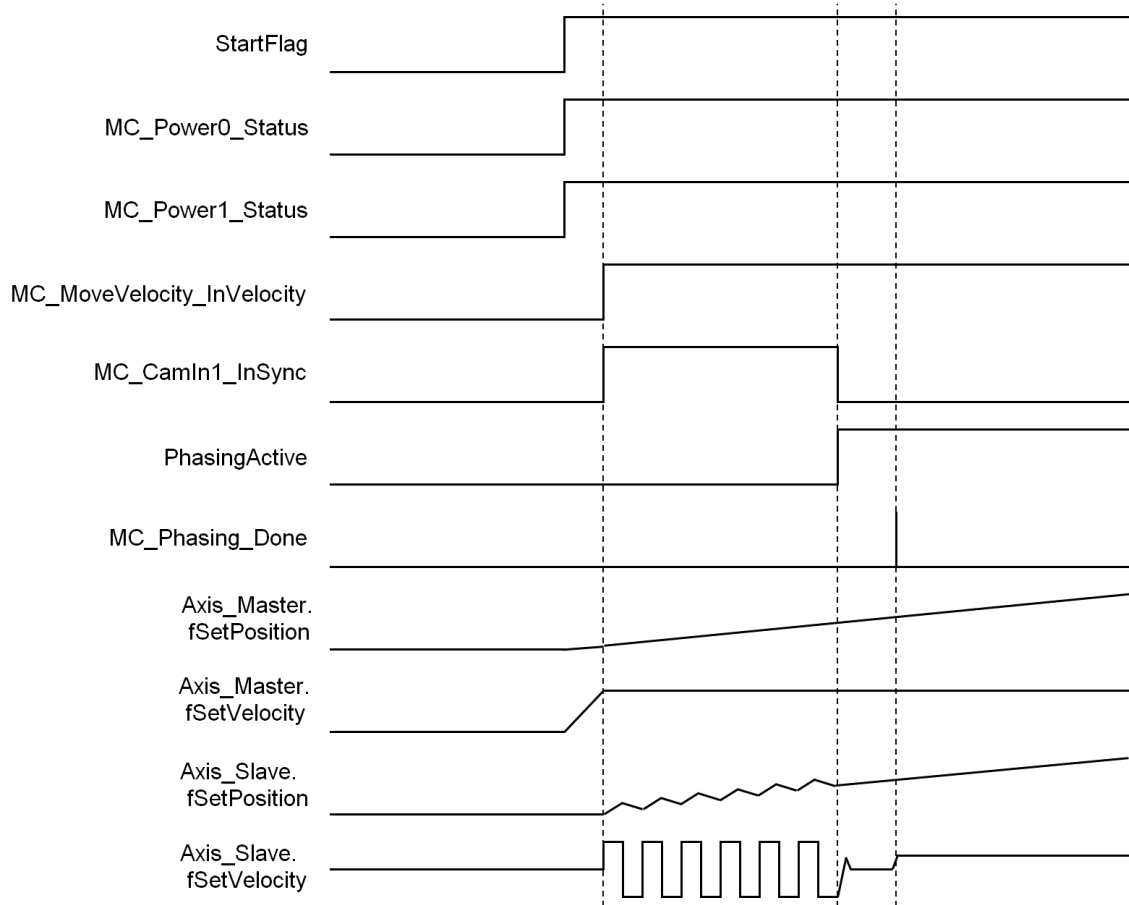 StartFlag
MC_Power0_Status
MC_Power1_Status
MC_MoveVelocity_InVelocity
MC_CamIn1_InSync
PhasingActive
MC_Phasing_Done
Axis_Master.
fSetPosition
Axis_Master.
fSetVelocity
Axis_Slave.
fSetPosition
Axis_Slave.
fSetVelocity